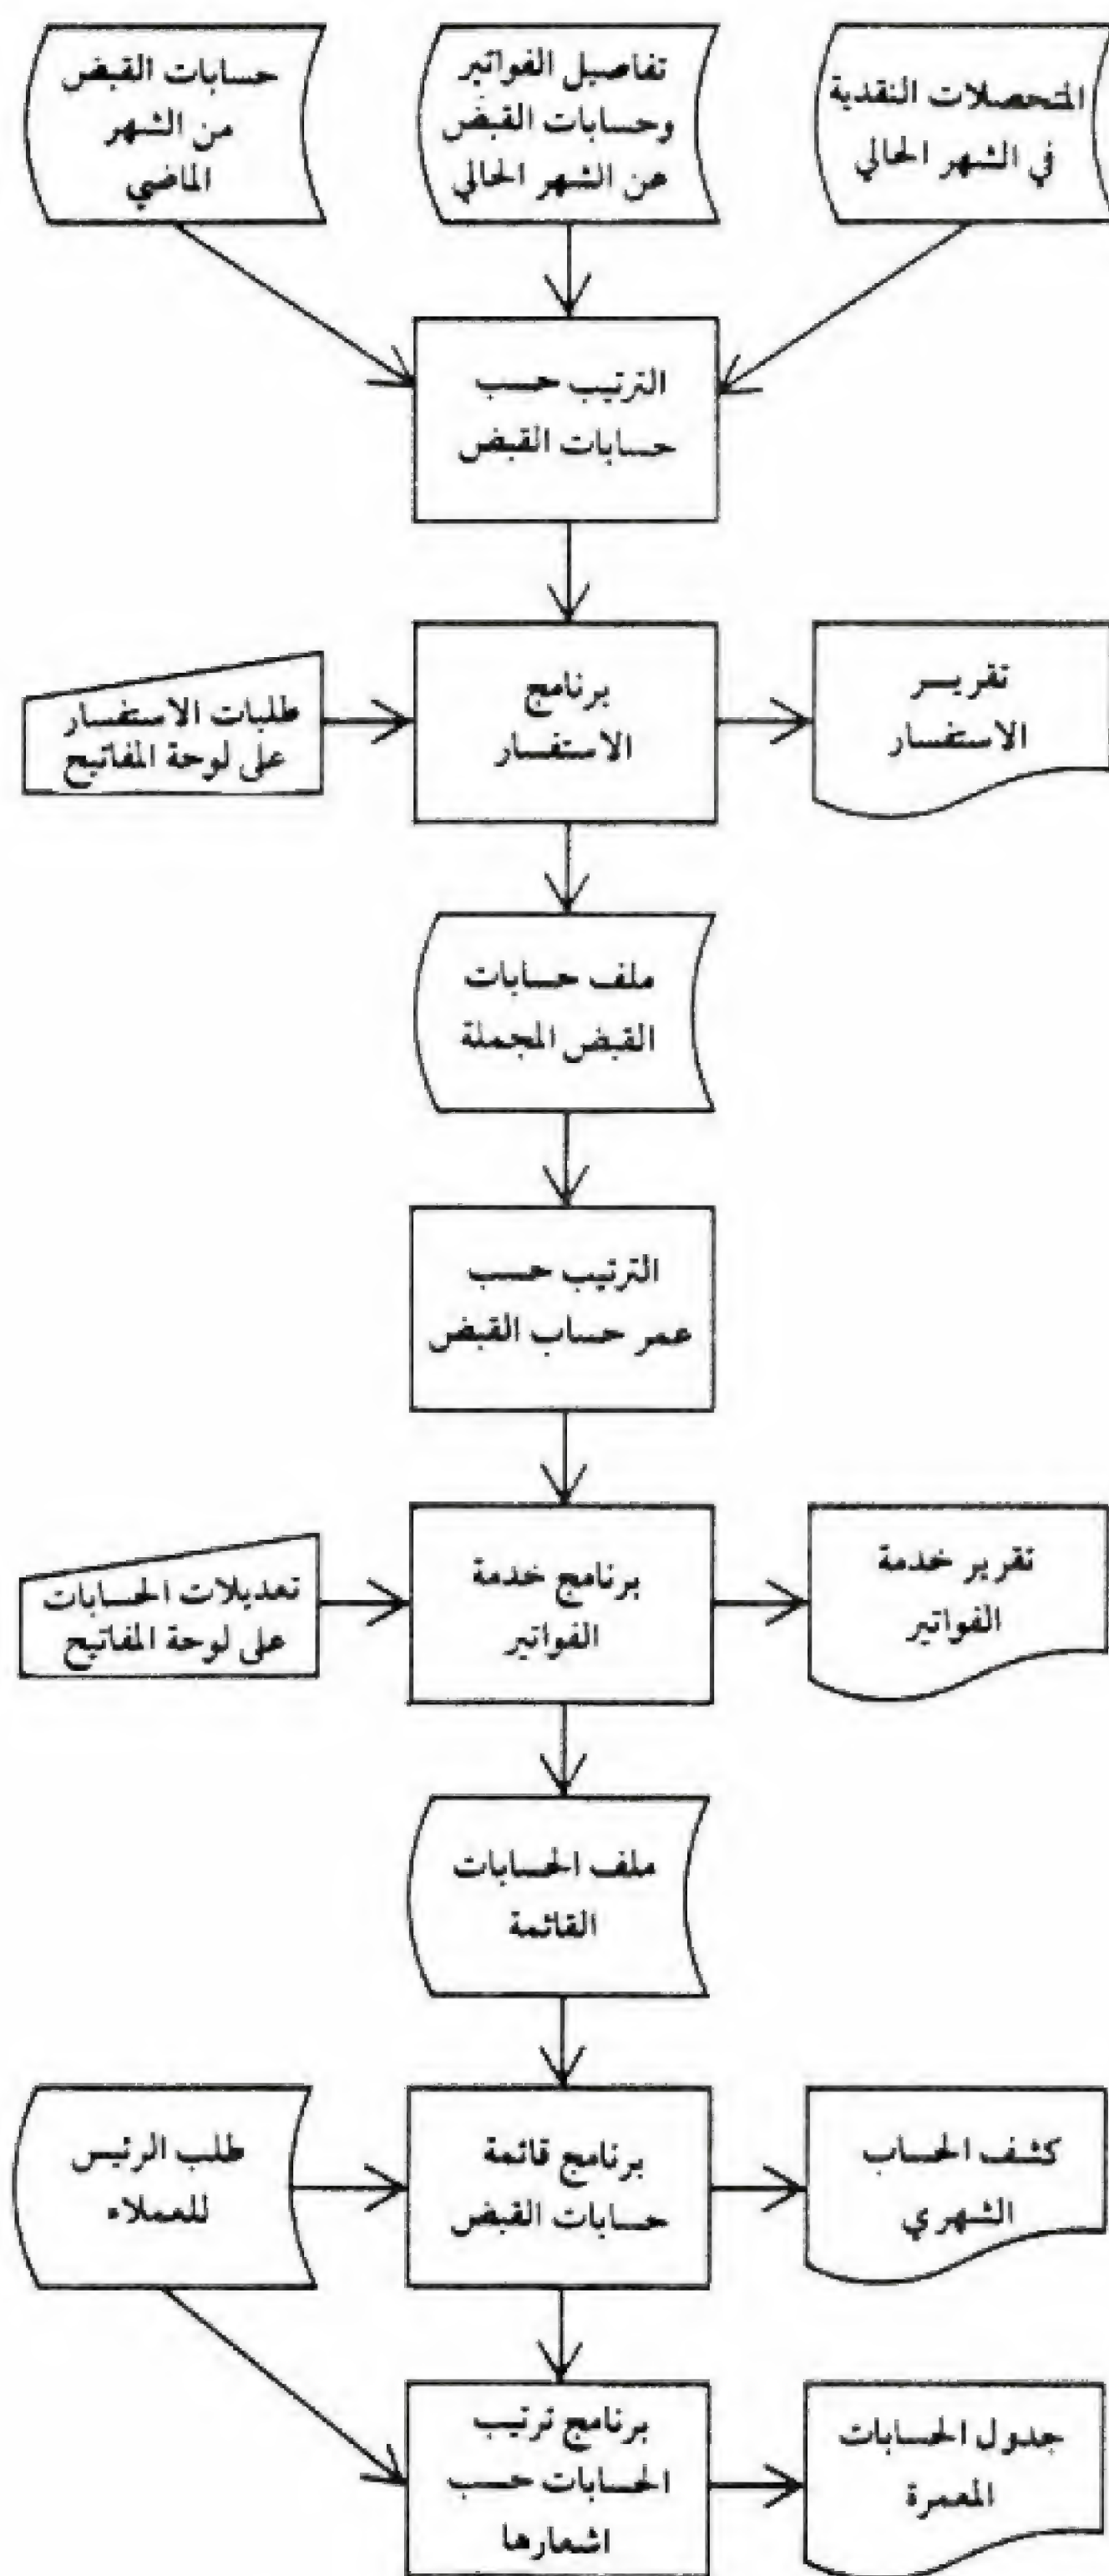 المتحصلات النقدية
في الشهر الحالي
تفاصيل الفواتير
وحسابات القبض
عن الشهر الحالي
حسابات القبض
من الشهر
الماضي
الترتيب حسب
حسابات القبض
تقرير
الاستفسار
برنامج
الاستفسار
طلبات الاستفسار
على لوحة المفاتيح
ملف حسابات
القبض المجملة
الترتيب حسب
عمر حساب القبض
تقرير خدمة
الفواتير
برنامج خدمة
الفواتير
تعديلات الحسابات
على لوحة المفاتيح
ملف الحسابات
القائمة
كشف الحساب
الشهري
برنامج قائمة
حسابات القبض
طلب الرئيس
للعملاء
جدول الحسابات
المعمرة
برنامج ترتيب
الحسابات حسب
اشعارها